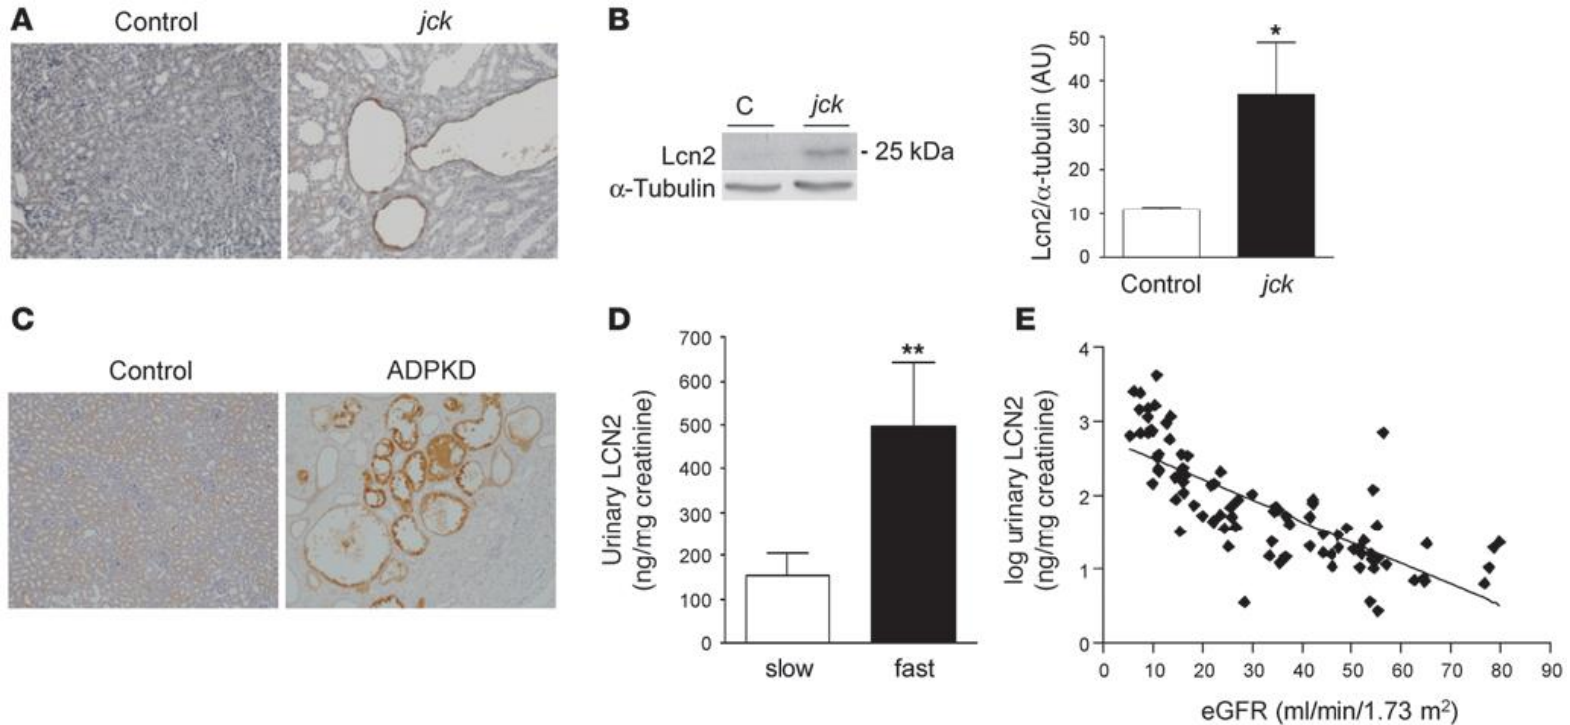 A
Control
jck
B
C
jck
Lcn2
- 25 kDa
α-Tubulin
Lcn2/α-tubulin (AU)
50
40
30
20
10
0
*
Control
jck
C
Control
ADPKD
D
Urinary LCN2
(ng/mg creatinine)
700
600
500
400
300
200
100
0
**
slow
fast
E
log urinary LCN2
(ng/mg creatinine)
4
3
2
1
0
0 10 20 30 40 50 60 70 80 90
eGFR (ml/min/1.73 m²)